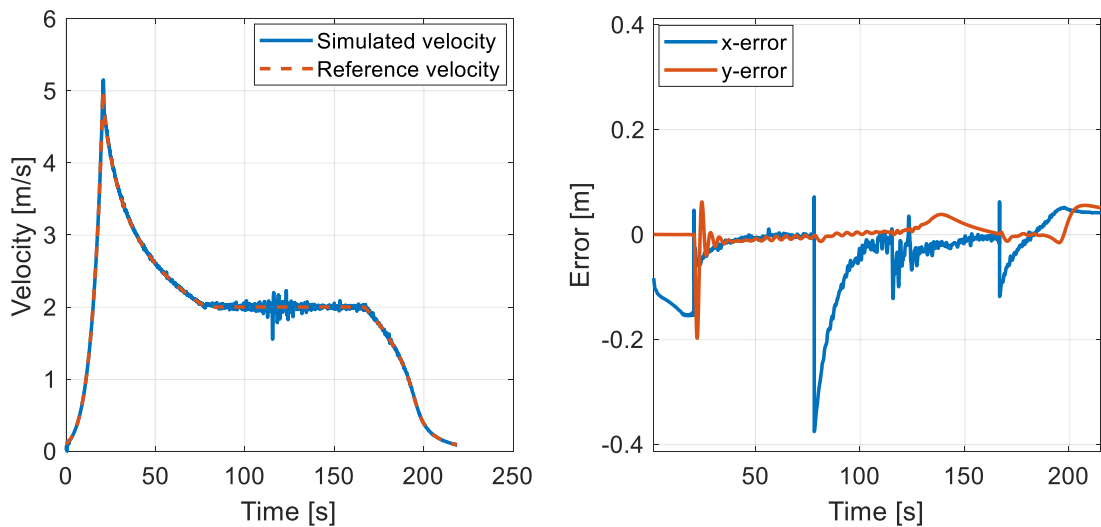 6
5
4
3
2
1
0
Velocity [m/s]
Simulated velocity
Reference velocity
0
50
100
150
200
250
Time [s]
0.4
0.2
0
-0.2
-0.4
Error [m]
x-error
y-error
50
100
150
200
Time [s]